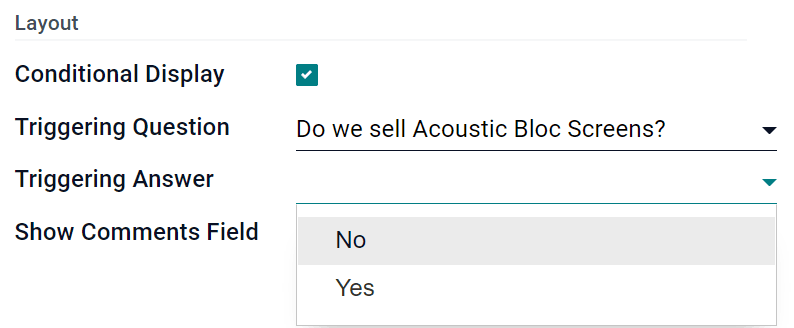 Layout
Conditional Display
Triggering Question Do we sell Acoustic Bloc Screens?
Triggering Answer
Show Comments Field
No
Yes